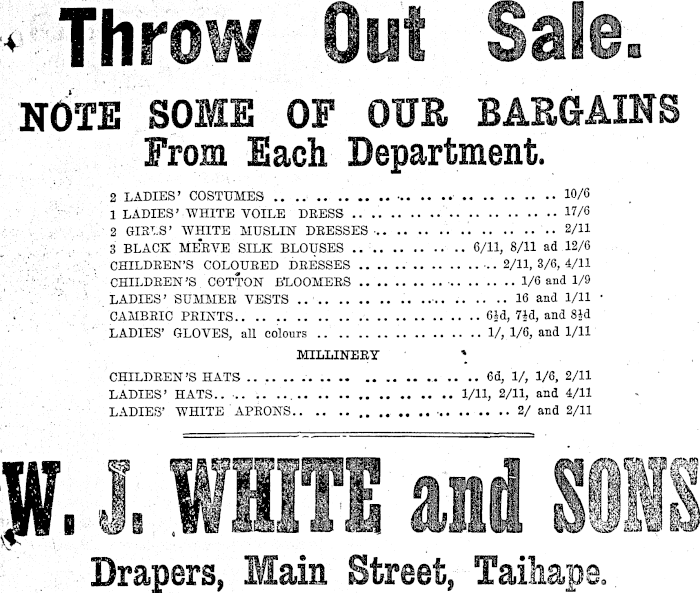 Throw Out Sale.
NOTE SOME OF OUR BARGAINS
From Each Department.
2 LADIES' COSTUMES .. .. .. .. .. .. .. .. .. .. .. .. .. 10/6
1 LADIES' WHITE VOILE DRESS .. .. .. .. .. .. .. .. .. .. 17/6
2 GIRLS' WHITE MUSLIN DRESSES .. .. .. .. .. .. .. .. .. 2/11
3 BLACK MERVE SILK BLOUSES .. .. .. .. .. .. 6/11, 8/11 ad 12/6
CHILDREN'S COLOURED DRESSES .. .. .. .. .. .. .. 2/11, 3/6, 4/11
CHILDREN'S COTTON BLOOMERS .. .. .. .. .. .. .. .. 1/6 and 1/9
LADIES' SUMMER VESTS .. .. .. .. .. .. .. .. .. .. 16 and 1/11
CAMBRIC PRINTS.. .. .. .. .. .. .. .. .. .. .. .. 6½d, 7½d, and 8½d
LADIES' GLOVES, all colours .. .. .. .. .. .. .. .. 1/, 1/6, and 1/11
MILLINERY
CHILDREN'S HATS .. .. .. .. .. .. .. .. .. .. .. 6d, 1/, 1/6, 2/11
LADIES' HATS.. .. .. .. .. .. .. .. .. .. .. 1/11, 2/11, and 4/11
LADIES' WHITE APRONS.. .. .. .. .. .. .. .. .. .. .. 2/ and 2/11
W. J. WHITE and SONS
Drapers, Main Street, Taihape.